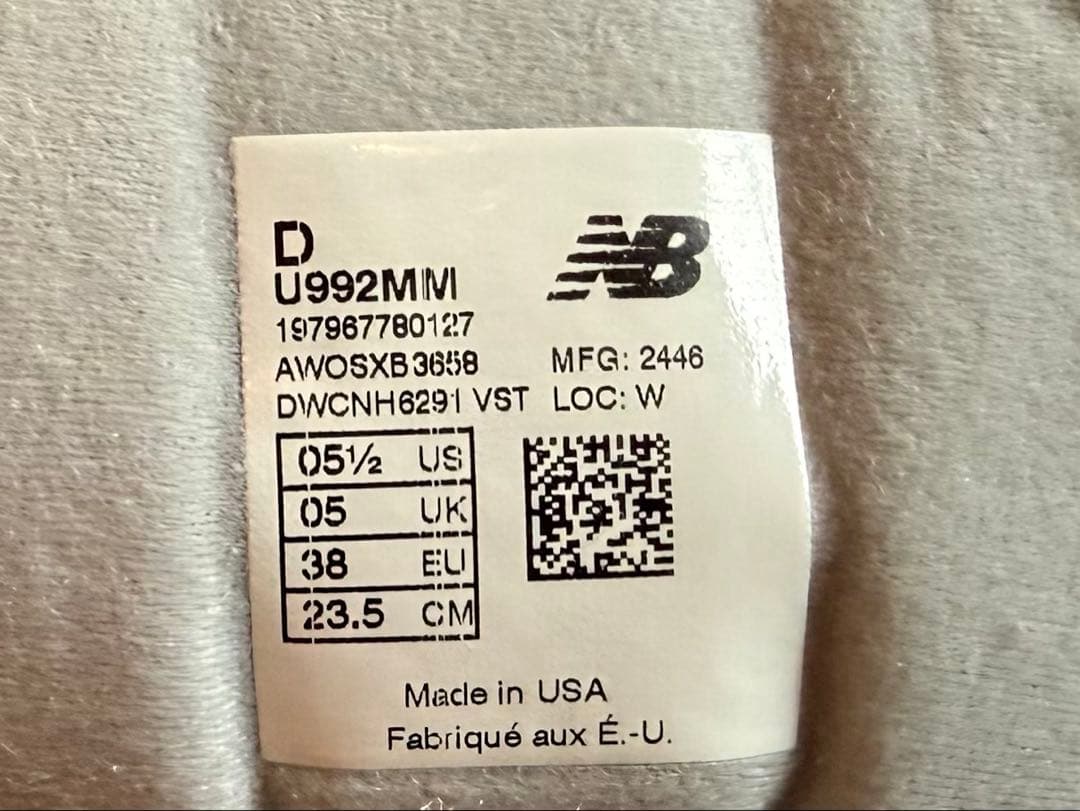 D
NB
U992MM
197967780127
AWOSXB3658 MFG: 2446
DWCNH6291 VST LOC: W
05½ US
05 UK
38 EU
23.5 CM
Made in USA
Fabriqué aux É.-U.